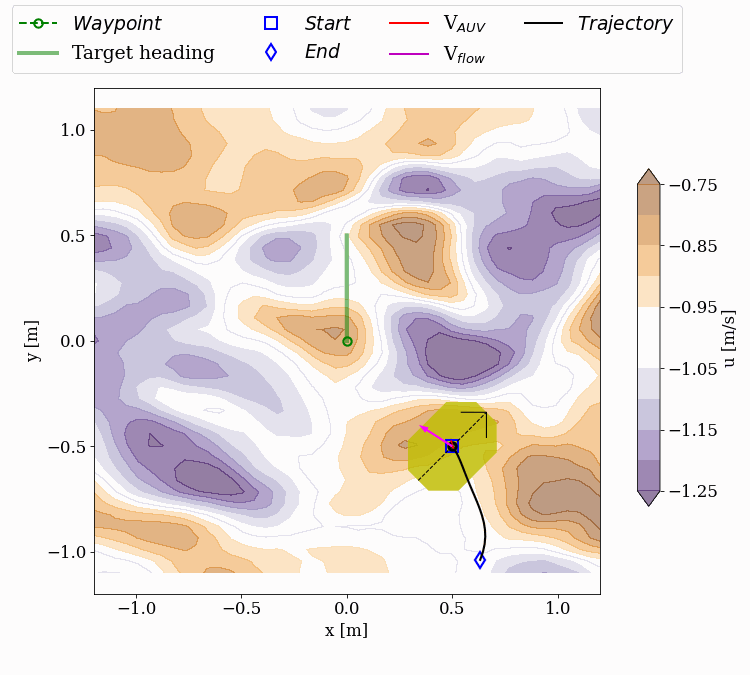 Waypoint Start V_AUV Trajectory
Target heading End V_flow
1.0
0.5
0.0
−0.5
−1.0
y [m]
−1.0 −0.5 0.0 0.5 1.0
x [m]
−0.75
−0.85
−0.95
−1.05
−1.15
−1.25
u [m/s]